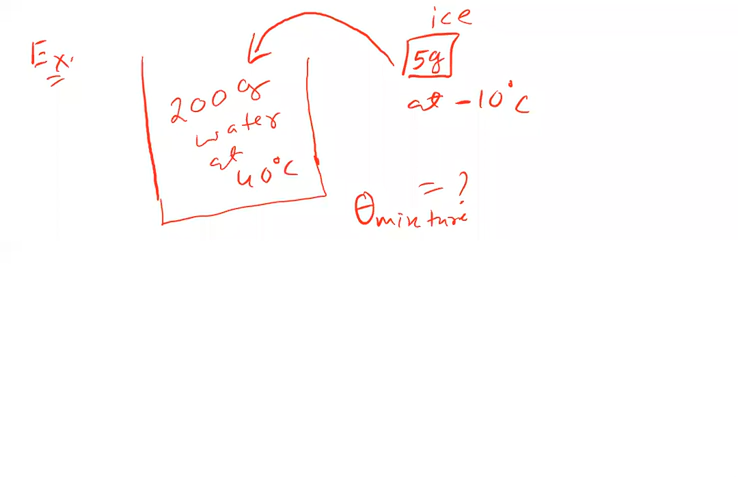 Ex.
ice
5g
at -10°C
200g
water
at
40°C
= ?
θmixture